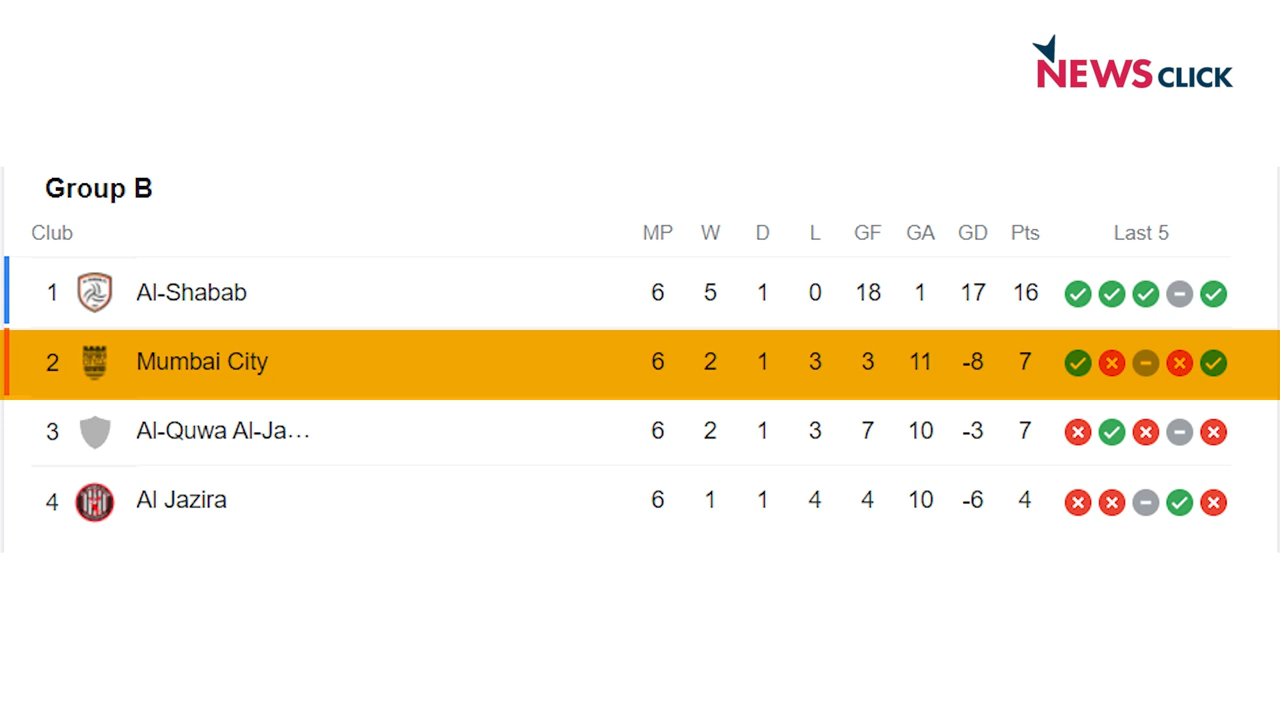 NEWS CLICK
Group B
Club MP W D L GF GA GD Pts Last 5
1 Al-Shabab 6 5 1 0 18 1 17 16
2 Mumbai City 6 2 1 3 3 11 -8 7
3 Al-Quwa Al-Ja... 6 2 1 3 7 10 -3 7
4 Al Jazira 6 1 1 4 4 10 -6 4